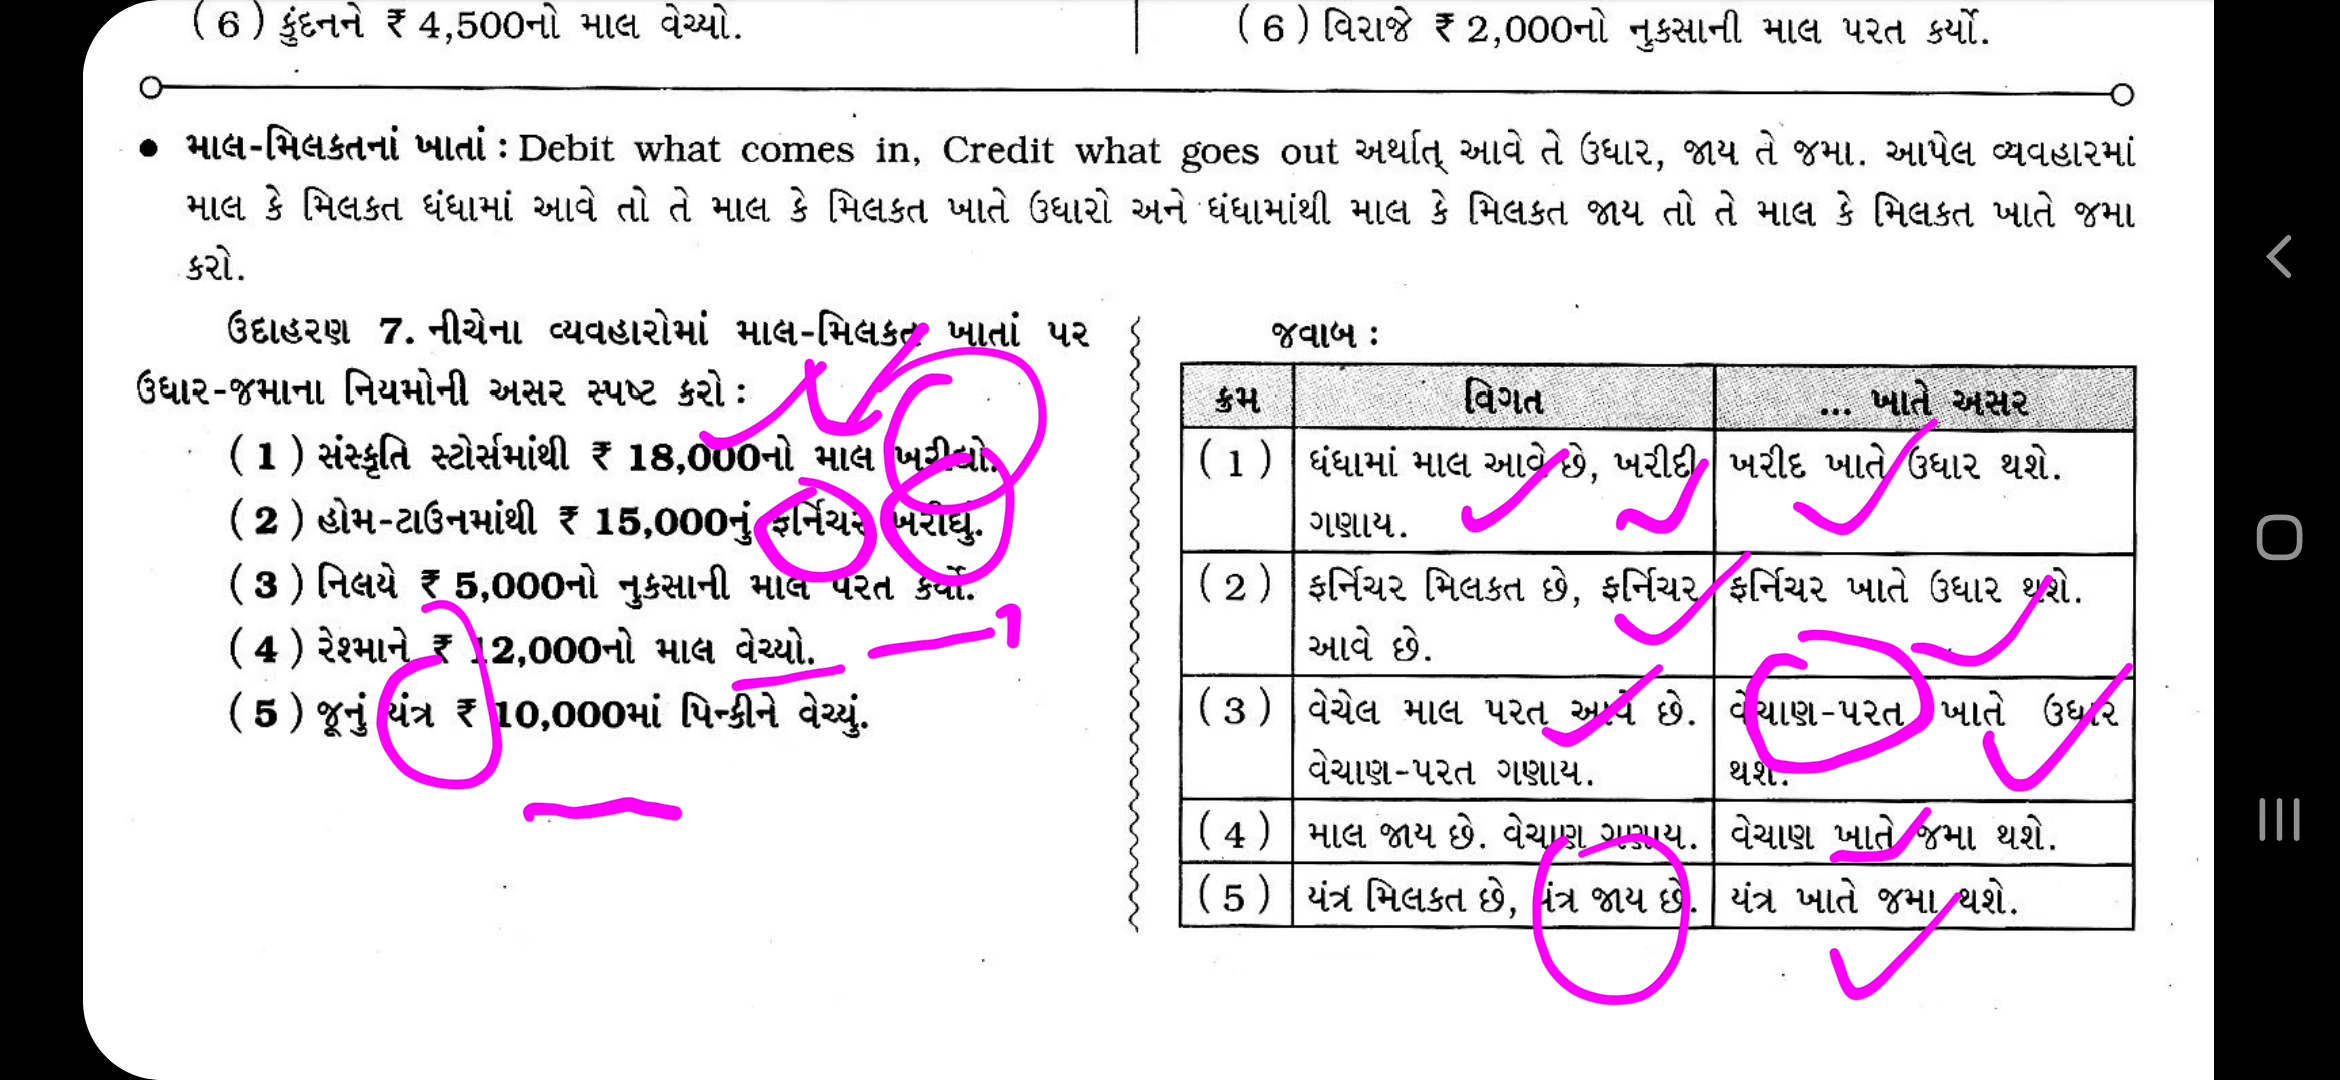 ( 6 ) કુંદનને ₹ 4,500નો માલ વેચ્યો.
( 6 ) વિરાજે ₹ 2,000નો નુકસાની માલ પરત કર્યો.
● માલ-મિલકતનાં ખાતાં : Debit what comes in, Credit what goes out અર્થાત્ આવે તે ઉધાર, જાય તે જમા. આપેલ વ્યવહારમાં
માલ કે મિલકત ધંધામાં આવે તો તે માલ કે મિલકત ખાતે ઉધારો અને ધંધામાંથી માલ કે મિલકત જાય તો તે માલ કે મિલકત ખાતે જમા
કરો.
ઉદાહરણ 7. નીચેના વ્યવહારોમાં માલ-મિલકત ખાતાં પર
ઉધાર-જમાના નિયમોની અસર સ્પષ્ટ કરો :
( 1 ) સંસ્કૃતિ સ્ટોર્સમાંથી ₹ 18,000નો માલ ખરીદ્યો.
( 2 ) હોમ-ટાઉનમાંથી ₹ 15,000નું ફર્નિચર ખરીદ્યું.
( 3 ) નિલયે ₹ 5,000નો નુકસાની માલ પરત કર્યો.
( 4 ) રેશ્માને ₹ 12,000નો માલ વેચ્યો.
( 5 ) જૂનું યંત્ર ₹ 10,000માં પિન્કીને વેચ્યું.
જવાબ :
ક્રમ વિગત ... ખાતે અસર
( 1 ) ધંધામાં માલ આવે છે, ખરીદી ખરીદ ખાતે ઉધાર થશે.
ગણાય.
( 2 ) ફર્નિચર મિલકત છે, ફર્નિચર ફર્નિચર ખાતે ઉધાર થશે.
આવે છે.
( 3 ) વેચેલ માલ પરત આવે છે. વેચાણ-પરત ખાતે ઉધાર
વેચાણ-પરત ગણાય. થશે.
( 4 ) માલ જાય છે. વેચાણ ગણાય. વેચાણ ખાતે જમા થશે.
( 5 ) યંત્ર મિલકત છે, યંત્ર જાય છે. યંત્ર ખાતે જમા થશે.